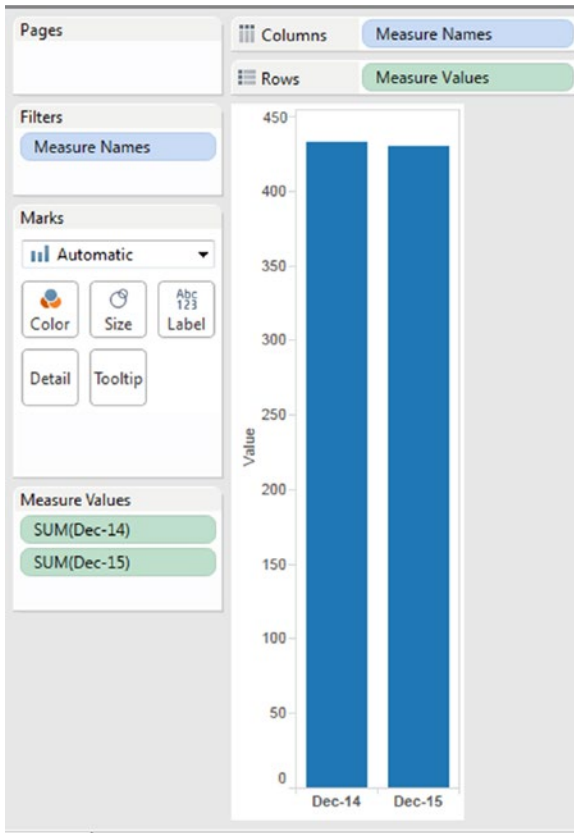 Pages
Columns
Measure Names
Rows
Measure Values
Filters
Measure Names
Marks
Automatic
Color
Size
Abc
123
Label
Detail
Tooltip
Measure Values
SUM(Dec-14)
SUM(Dec-15)
450
400
350
300
250
200
150
100
50
0
Value
Dec-14
Dec-15